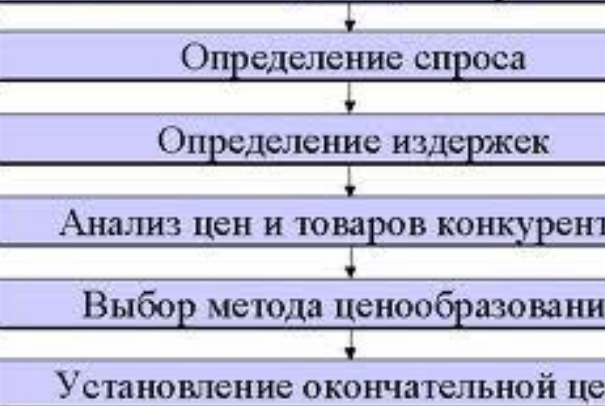 Определение спроса
Определение издержек
Анализ цен и товаров конкурент
Выбор метода ценообразовани
Установление окончательной це